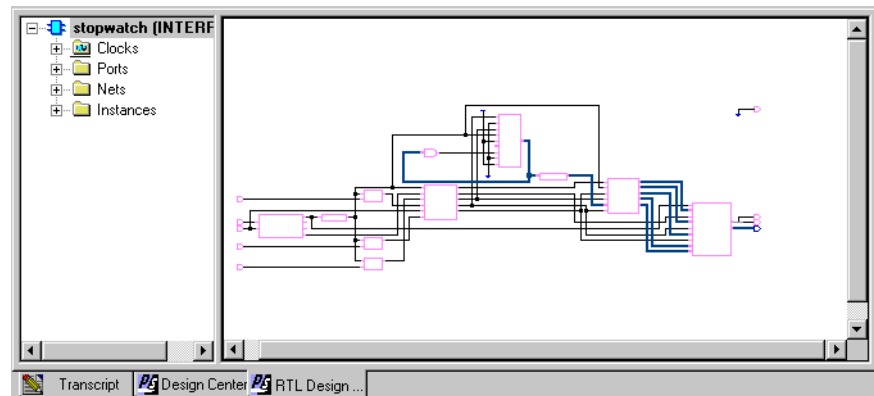 stopwatch (INTERF
Clocks
Ports
Nets
Instances
Transcript
Design Center
RTL Design ...